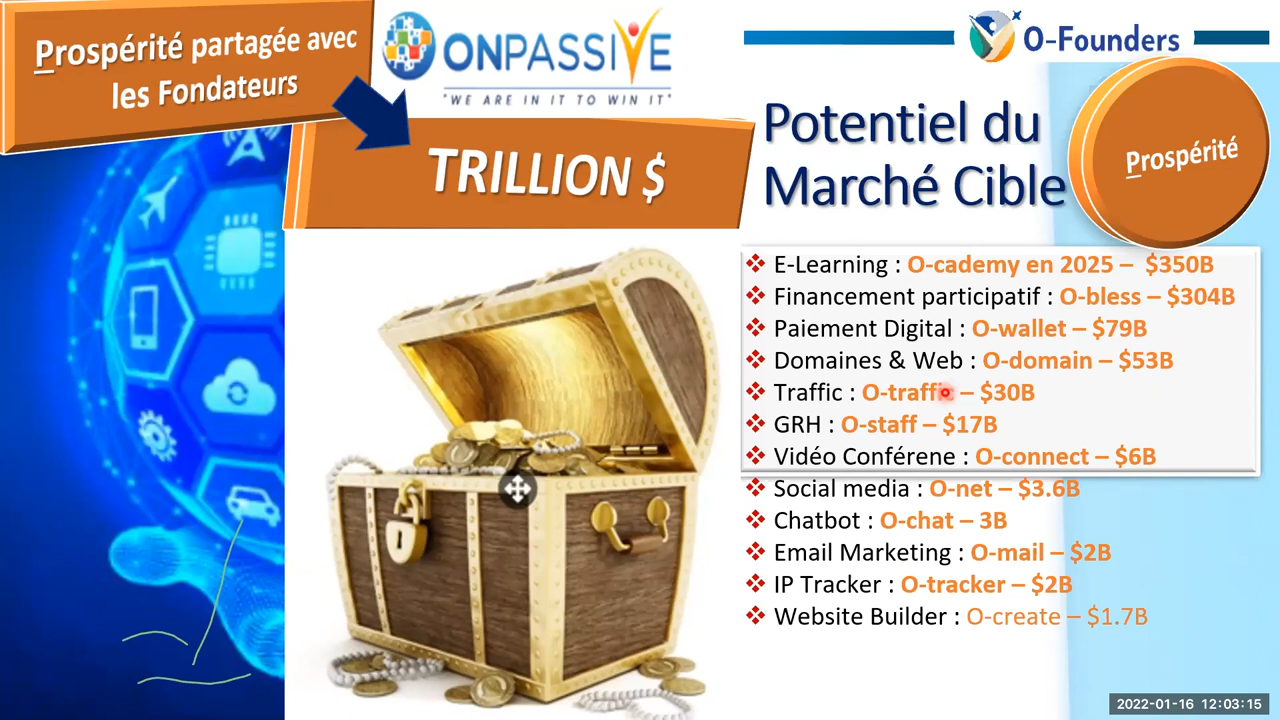 Prospérité partagée avec
les Fondateurs
ONPASSIVE
"WE ARE IN IT TO WIN IT"
O-Founders
TRILLION $
Potentiel du
Marché Cible
Prospérité
❖ E-Learning : O-cademy en 2025 – $350B
❖ Financement participatif : O-bless – $304B
❖ Paiement Digital : O-wallet – $79B
❖ Domaines & Web : O-domain – $53B
❖ Traffic : O-traffic – $30B
❖ GRH : O-staff – $17B
❖ Vidéo Conférene : O-connect – $6B
❖ Social media : O-net – $3.6B
❖ Chatbot : O-chat – 3B
❖ Email Marketing : O-mail – $2B
❖ IP Tracker : O-tracker – $2B
❖ Website Builder : O-create – $1.7B
2022-01-16 12:03:15